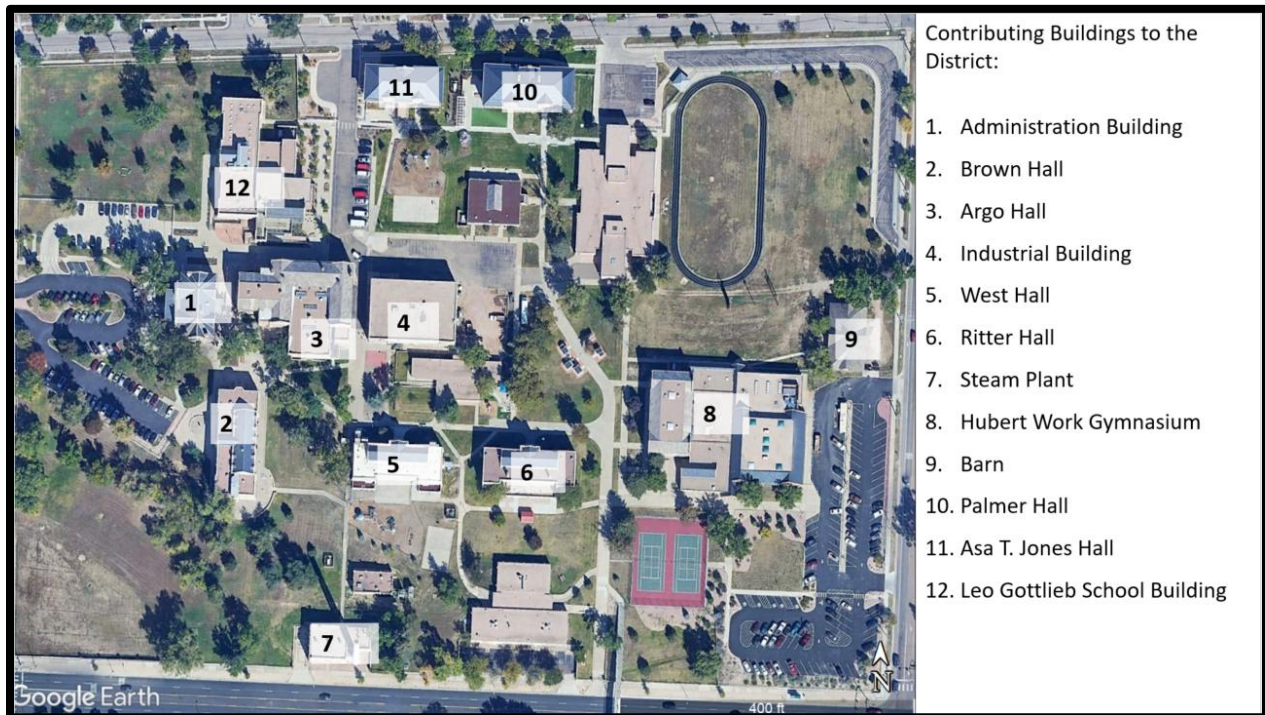 Contributing Buildings to the
District:
1. Administration Building
2. Brown Hall
3. Argo Hall
4. Industrial Building
5. West Hall
6. Ritter Hall
7. Steam Plant
8. Hubert Work Gymnasium
9. Barn
10. Palmer Hall
11. Asa T. Jones Hall
12. Leo Gottlieb School Building
11
10
12
1
3
4
9
2
8
5
6
7
N
Google Earth
400 ft